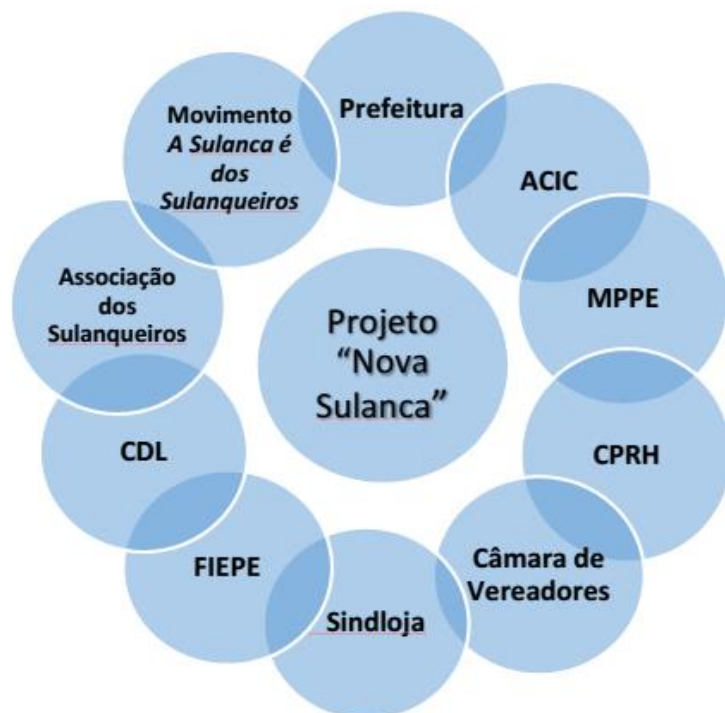 Prefeitura
ACIC
MPPE
CPRH
Câmara de
Vereadores
Sindloja
FIEPE
CDL
Associação
dos
Sulanqueiros
Movimento
A Sulanca é
dos
Sulanqueiros
Projeto
“Nova
Sulanca”